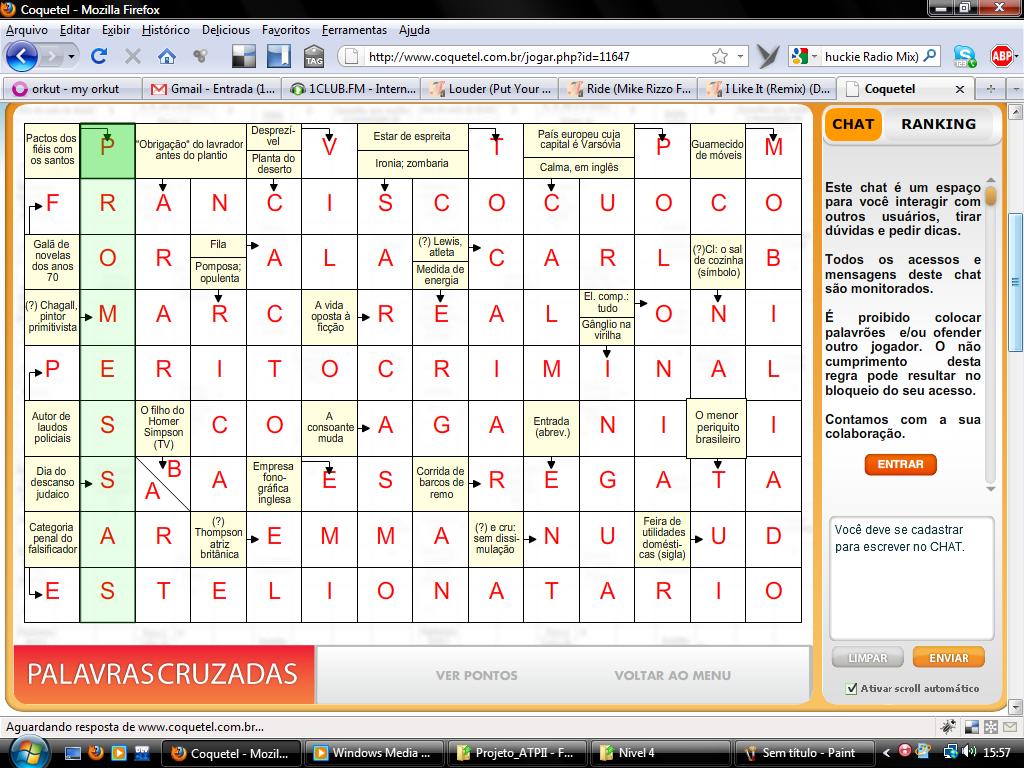 Coquetel - Mozilla Firefox
Arquivo Editar Exibir Histórico Delicious Favoritos Ferramentas Ajuda
TAG http://www.coquetel.com.br/jogar.php?id=11647 huckie Radio Mix) ABP
orkut - my orkut Gmail - Entrada (1... 1CLUB.FM - Intern... Louder (Put Your ... Ride (Mike Rizzo F... I Like It (Remix) (D... Coquetel
Pactos dos fiéis com os santos P "Obrigação" do lavrador antes do plantio Desprezí-vel Planta do deserto V Estar de espreita Ironia; zombaria T País europeu cuja capital é Varsóvia Calma, em inglês P Guarnecido de móveis M
F R A N C I S C O C U O C O
Galã de novelas dos anos 70 O R Fila Pomposa; opulenta A L A (?) Lewis, atleta Medida de energia C A R L (?)Cl: o sal de cozinha (símbolo) B
(?) Chagall, pintor primitivista M A R C A vida oposta à ficção R E A L El. comp.: tudo Gânglio na virilha O N I
P E R I T O C R I M I N A L
Autor de laudos policiais S O filho do Homer Simpson (TV) C O A consoante muda A G A Entrada (abrev.) N I O menor periquito brasileiro I
Dia do descanso judaico S A B A Empresa fono-gráfica inglesa E S Corrida de barcos de remo R E G A T A
Categoria penal do falsificador A R (?) Thompson atriz britânica E M M A (?) e cru: sem dissi-mulação N U Feira de utilidades domésti-cas (sigla) U D
E S T E L I O N A T A R I O
PALAVRAS CRUZADAS VER PONTOS VOLTAR AO MENU
CHAT RANKING
Este chat é um espaço
para você interagir com
outros usuários, tirar
dúvidas e pedir dicas.
Todos os acessos e
mensagens deste chat
são monitorados.
É proibido colocar
palavrões e/ou ofender
outro jogador. O não
cumprimento desta
regra pode resultar no
bloqueio do seu acesso.
Contamos com a sua
colaboração.
ENTRAR
Você deve se cadastrar
para escrever no CHAT.
LIMPAR ENVIAR
Ativar scroll automático
Aguardando resposta de www.coquetel.com.br...
Coquetel - Mozil... Windows Media ... Projeto_ATPII - F... Nivel 4 Sem título - Paint 15:57